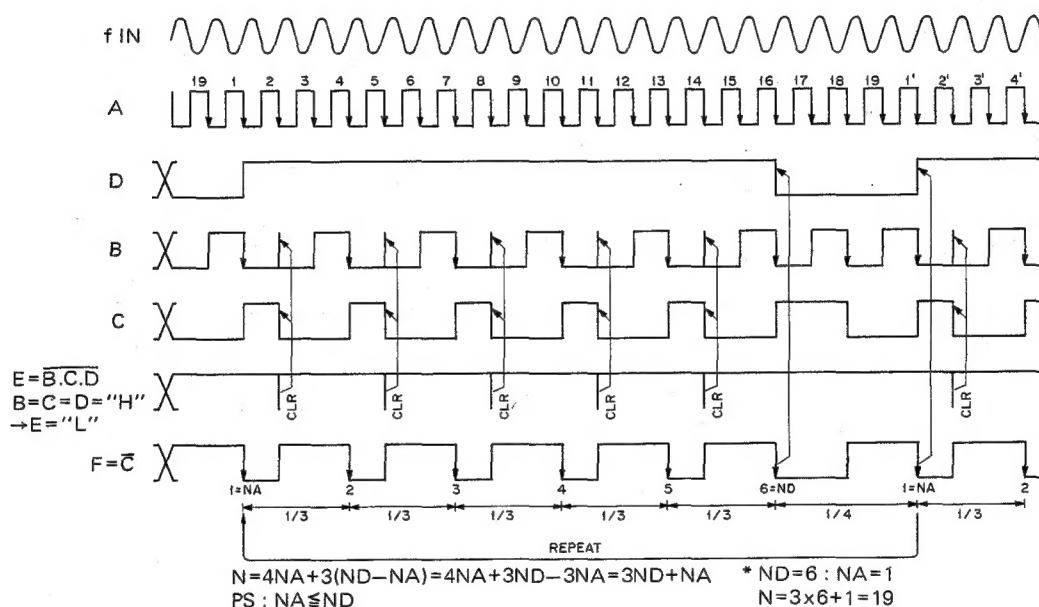 f IN
19 1 2 3 4 5 6 7 8 9 10 11 12 13 14 15 16 17 18 19 1' 2' 3' 4'
A
D
B
C
E=\overline{B.C.D}
B=C=D="H"
→E="L"
CLR CLR CLR CLR CLR CLR
F=\overline{C}
1=NA 2 3 4 5 6=ND 1=NA 2
1/3 1/3 1/3 1/3 1/3 1/4 1/3
REPEAT
N=4NA+3(ND-NA)=4NA+3ND-3NA=3ND+NA * ND=6 : NA=1
PS : NA≦ND N=3x6+1=19